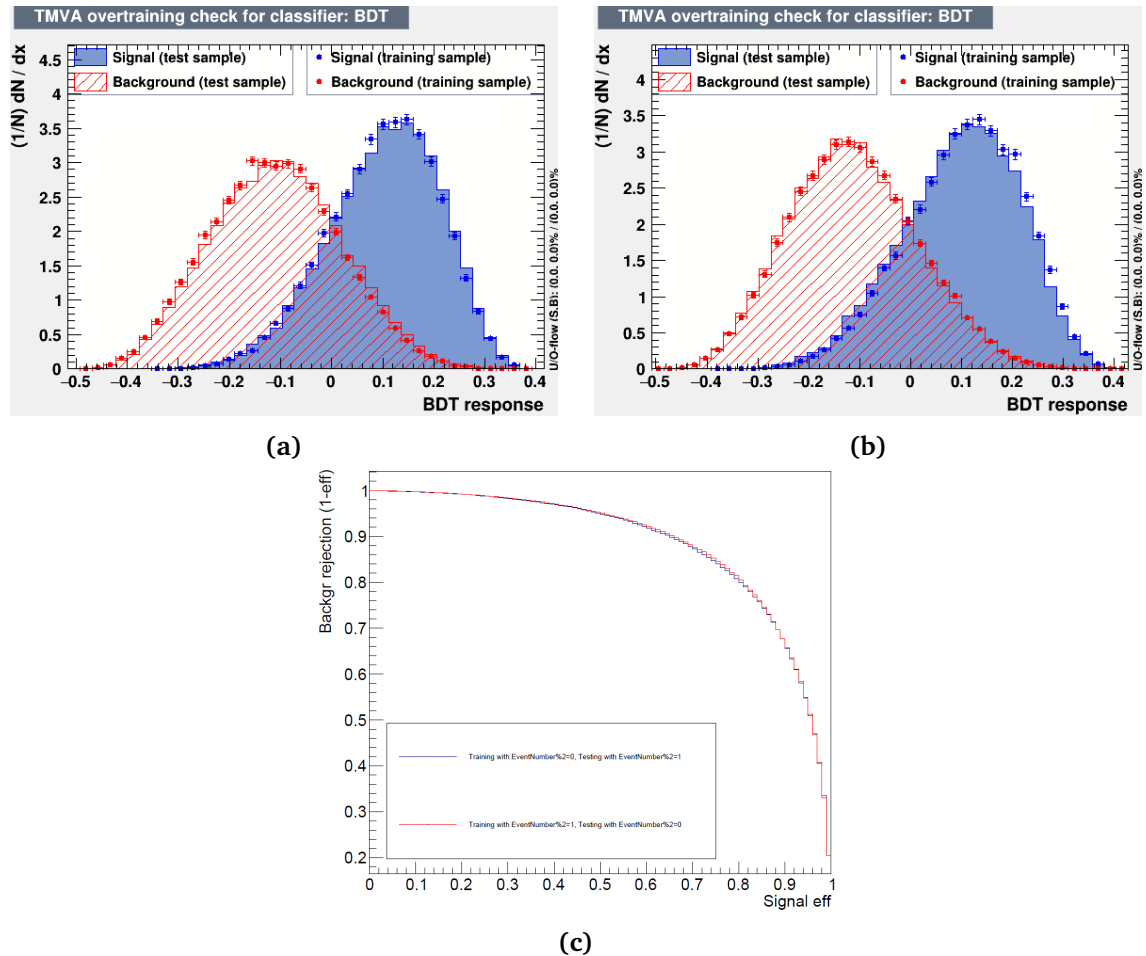 TMVA overtraining check for classifier: BDT
(1/N) dN / dx
Signal (test sample)
Background (test sample)
Signal (training sample)
Background (training sample)
4.5
4
3.5
3
2.5
2
1.5
1
0.5
0
−0.5 −0.4 −0.3 −0.2 −0.1 0 0.1 0.2 0.3 0.4
BDT response
U/O-flow (S,B): (0.0, 0.0)% / (0.0, 0.0)%
(a)
TMVA overtraining check for classifier: BDT
(1/N) dN / dx
Signal (test sample)
Background (test sample)
Signal (training sample)
Background (training sample)
4
3.5
3
2.5
2
1.5
1
0.5
0
−0.5 −0.4 −0.3 −0.2 −0.1 0 0.1 0.2 0.3 0.4
BDT response
U/O-flow (S,B): (0.0, 0.0)% / (0.0, 0.0)%
(b)
Backgr rejection (1-eff)
1
0.9
0.8
0.7
0.6
0.5
0.4
0.3
0.2
Training with EventNumber%2=0, Testing with EventNumber%2=1
Training with EventNumber%2=1, Testing with EventNumber%2=0
0 0.1 0.2 0.3 0.4 0.5 0.6 0.7 0.8 0.9 1
Signal eff
(c)